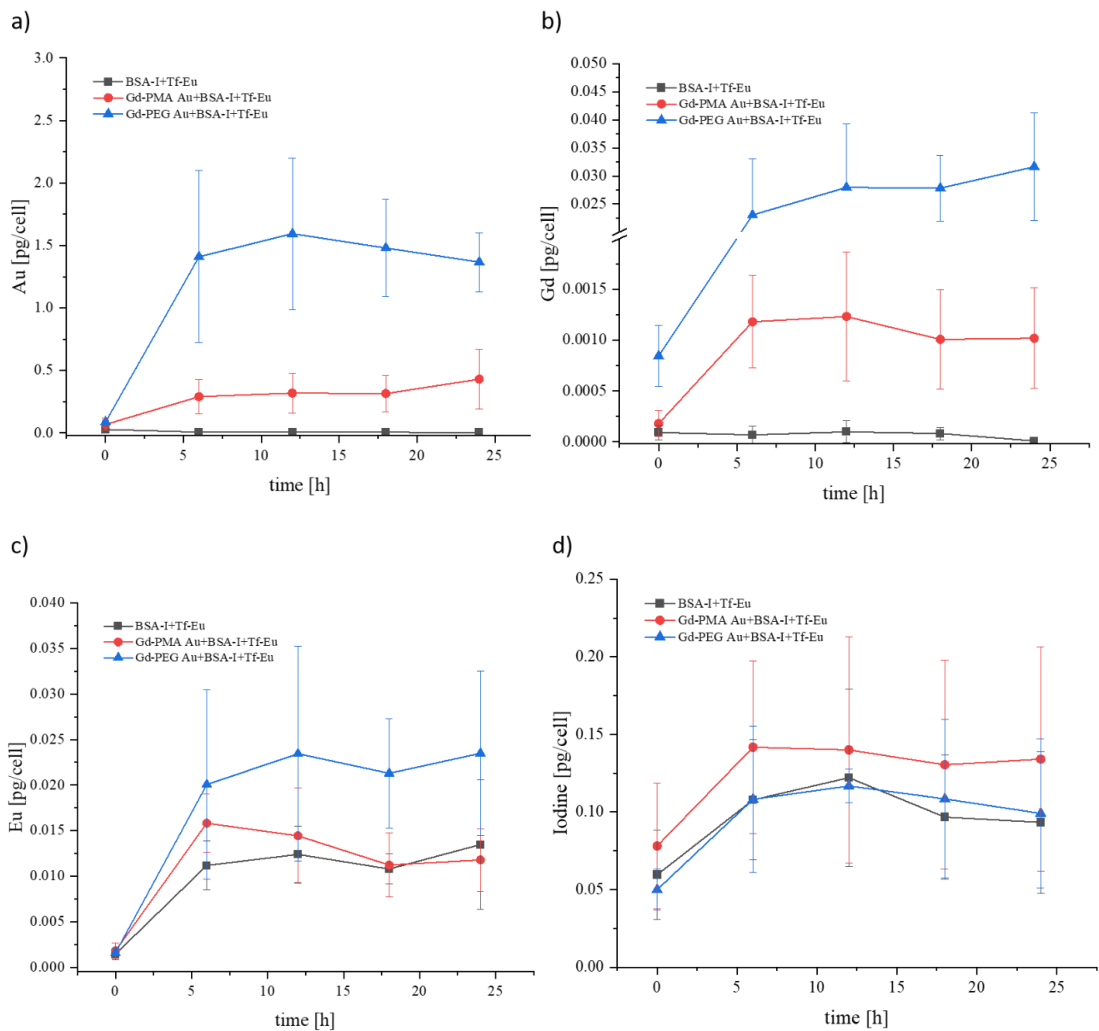 a)
3.0
2.5
2.0
1.5
1.0
0.5
0.0
Au [pg/cell]
BSA-I+Tf-Eu
Gd-PMA Au+BSA-I+Tf-Eu
Gd-PEG Au+BSA-I+Tf-Eu
0 5 10 15 20 25
time [h]
b)
0.050
0.045
0.040
0.035
0.030
0.025
0.0015
0.0010
0.0005
0.0000
Gd [pg/cell]
BSA-I+Tf-Eu
Gd-PMA Au+BSA-I+Tf-Eu
Gd-PEG Au+BSA-I+Tf-Eu
0 5 10 15 20 25
time [h]
c)
0.040
0.035
0.030
0.025
0.020
0.015
0.010
0.005
0.000
Eu [pg/cell]
BSA-I+Tf-Eu
Gd-PMA Au+BSA-I+Tf-Eu
Gd-PEG Au+BSA-I+Tf-Eu
0 5 10 15 20 25
time [h]
d)
0.25
0.20
0.15
0.10
0.05
0.00
Iodine [pg/cell]
BSA-I+Tf-Eu
Gd-PMA Au+BSA-I+Tf-Eu
Gd-PEG Au+BSA-I+Tf-Eu
0 5 10 15 20 25
time [h]